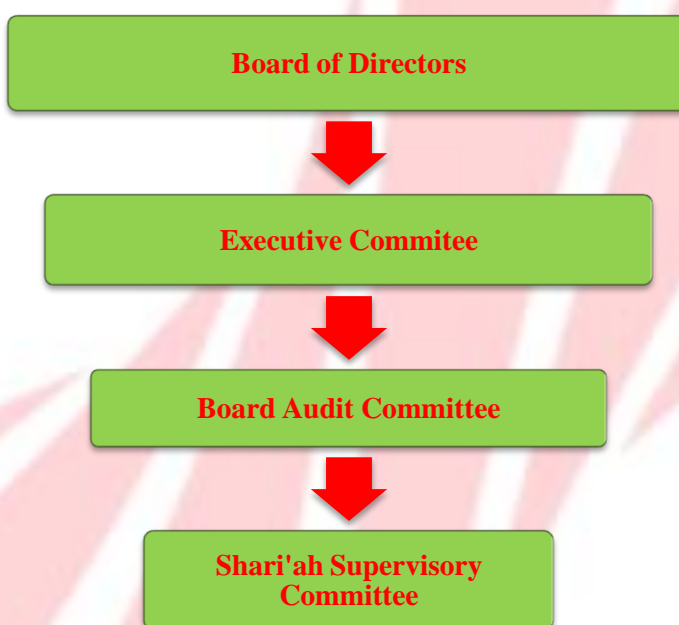 Board of Directors
Executive Commitee
Board Audit Committee
Shari'ah Supervisory
Committee